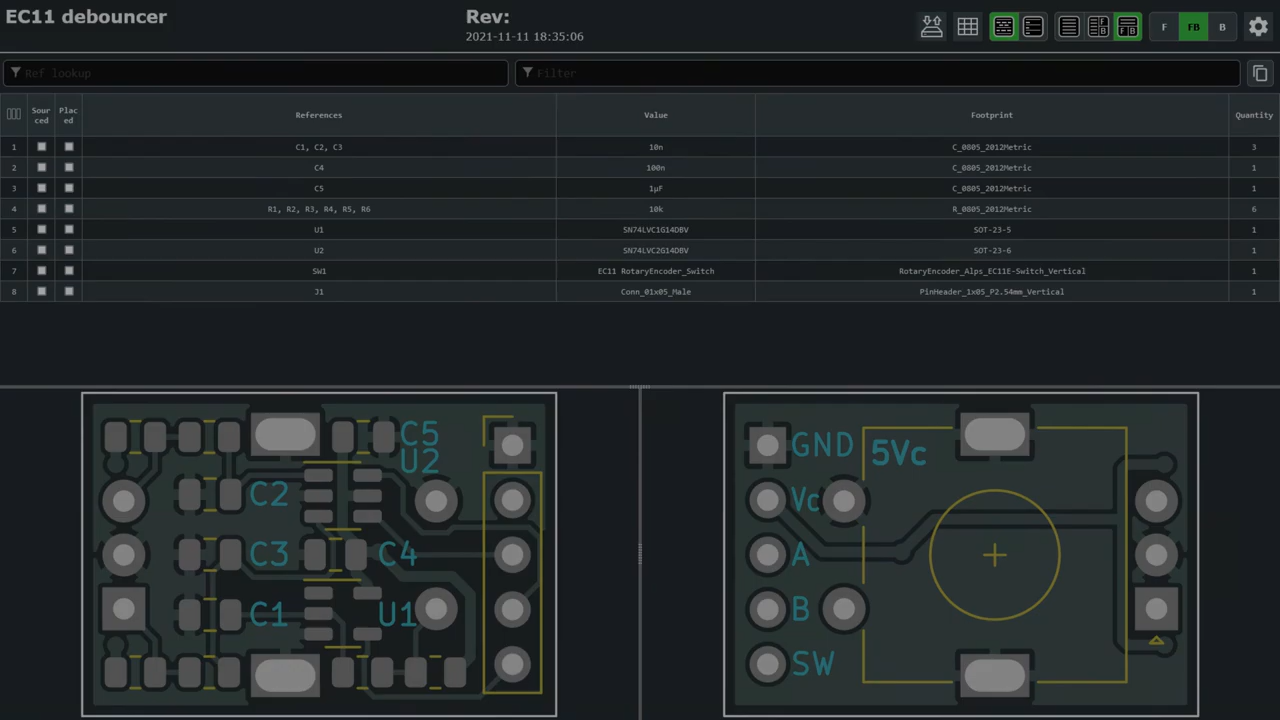 EC11 debouncer
Rev:
2021-11-11 18:35:06
F
B
F B
F FB B
Ref lookup
Filter
Sour
ced
Plac
ed
References Value Footprint Quantity
1 C1, C2, C3 10n C_0805_2012Metric 3
2 C4 100n C_0805_2012Metric 1
3 C5 1µF C_0805_2012Metric 1
4 R1, R2, R3, R4, R5, R6 10k R_0805_2012Metric 6
5 U1 SN74LVC1G14DBV SOT-23-5 1
6 U2 SN74LVC2G14DBV SOT-23-6 1
7 SW1 EC11 RotaryEncoder_Switch RotaryEncoder_Alps_EC11E-Switch_Vertical 1
8 J1 Conn_01x05_Male PinHeader_1x05_P2.54mm_Vertical 1
C5
U2
C2
C3
C4
C1
U1
GND
5Vc
Vc
A
B
SW